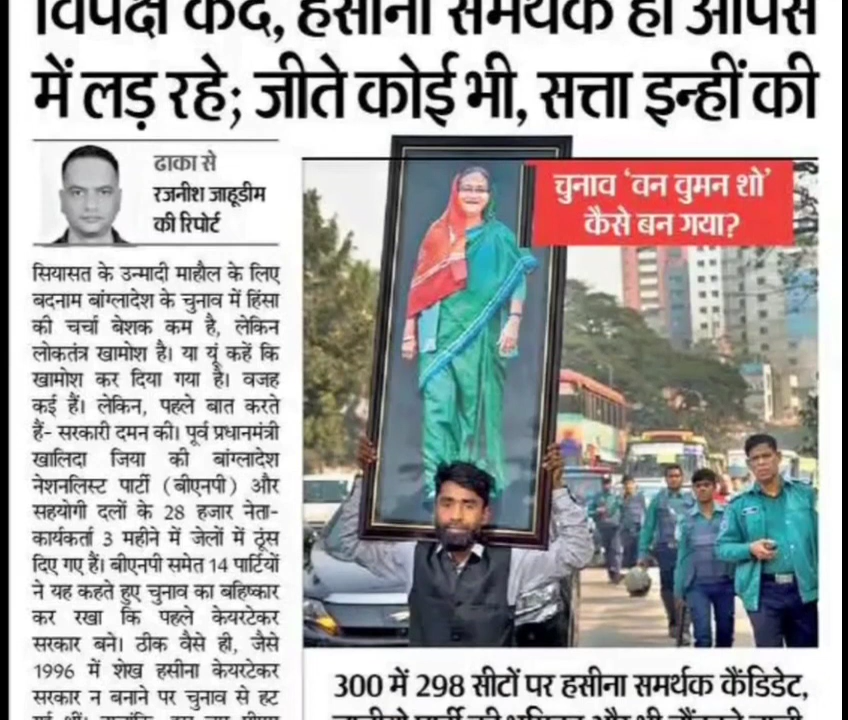 विपक्ष कैद, हसीना समर्थक ही आपस
में लड़ रहे; जीते कोई भी, सत्ता इन्हीं की
ढाका से
रजनीश जाहूडीम
की रिपोर्ट
चुनाव ‘वन वुमन शो’
कैसे बन गया?
सियासत के उन्मादी माहौल के लिए
बदनाम बांग्लादेश के चुनाव में हिंसा
की चर्चा बेशक कम है, लेकिन
लोकतंत्र खामोश है। या यूं कहें कि
खामोश कर दिया गया है। वजह
कई हैं। लेकिन, पहले बात करते
हैं- सरकारी दमन की। पूर्व प्रधानमंत्री
खालिदा जिया की बांग्लादेश
नेशनलिस्ट पार्टी (बीएनपी) और
सहयोगी दलों के 28 हजार नेता-
कार्यकर्ता 3 महीने में जेलों में ठूंस
दिए गए हैं। बीएनपी समेत 14 पार्टियों
ने यह कहते हुए चुनाव का बहिष्कार
कर रखा कि पहले केयरटेकर
सरकार बने। ठीक वैसे ही, जैसे
1996 में शेख हसीना केयरटेकर
सरकार न बनाने पर चुनाव से हट
300 में 298 सीटों पर हसीना समर्थक कैंडिडेट,